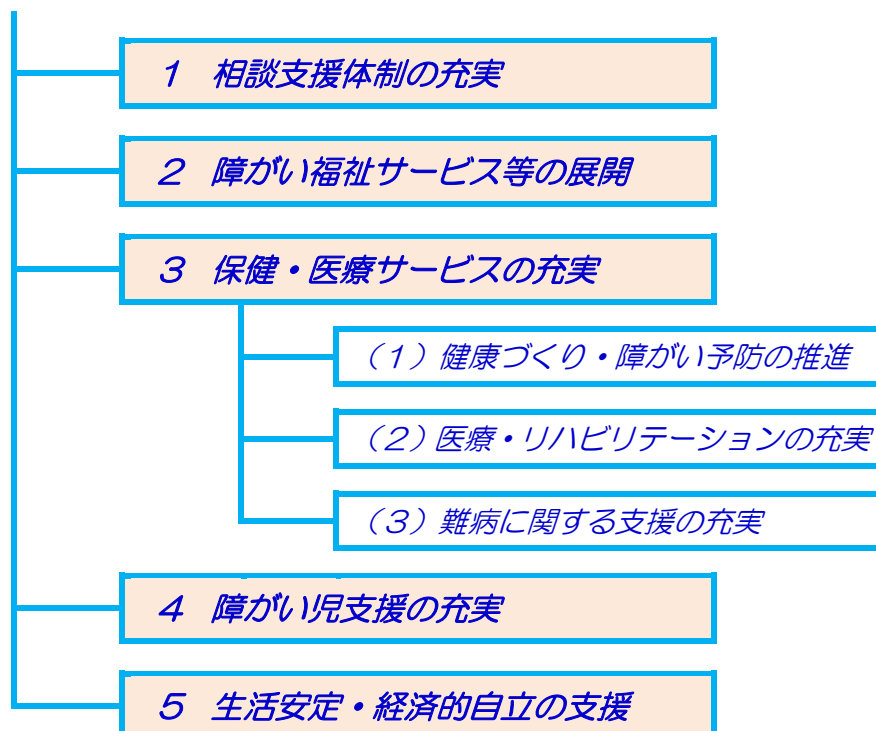 １ 相談支援体制の充実
２ 障がい福祉サービス等の展開
３ 保健・医療サービスの充実
（１）健康づくり・障がい予防の推進
（２）医療・リハビリテーションの充実
（３）難病に関する支援の充実
４ 障がい児支援の充実
５ 生活安定・経済的自立の支援